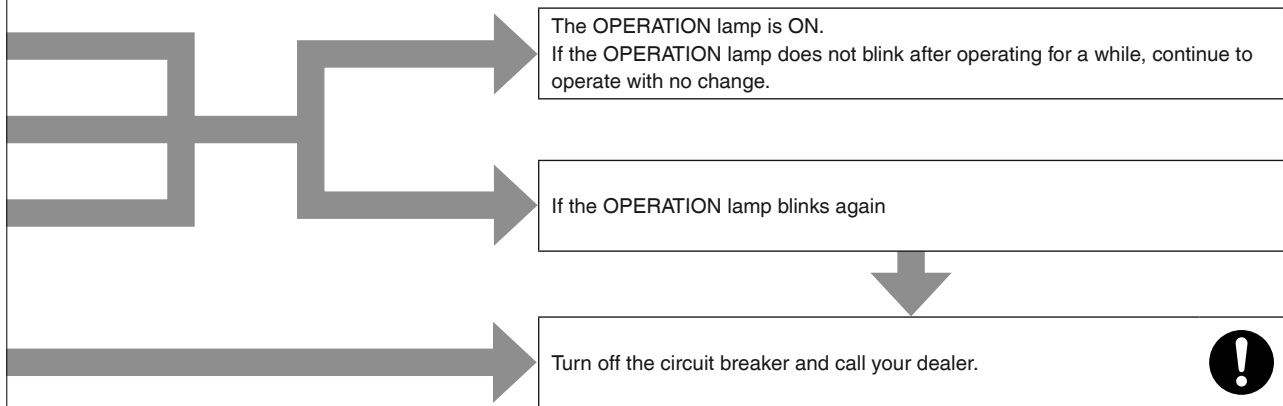 The OPERATION lamp is ON.
If the OPERATION lamp does not blink after operating for a while, continue to
operate with no change.
If the OPERATION lamp blinks again
Turn off the circuit breaker and call your dealer.